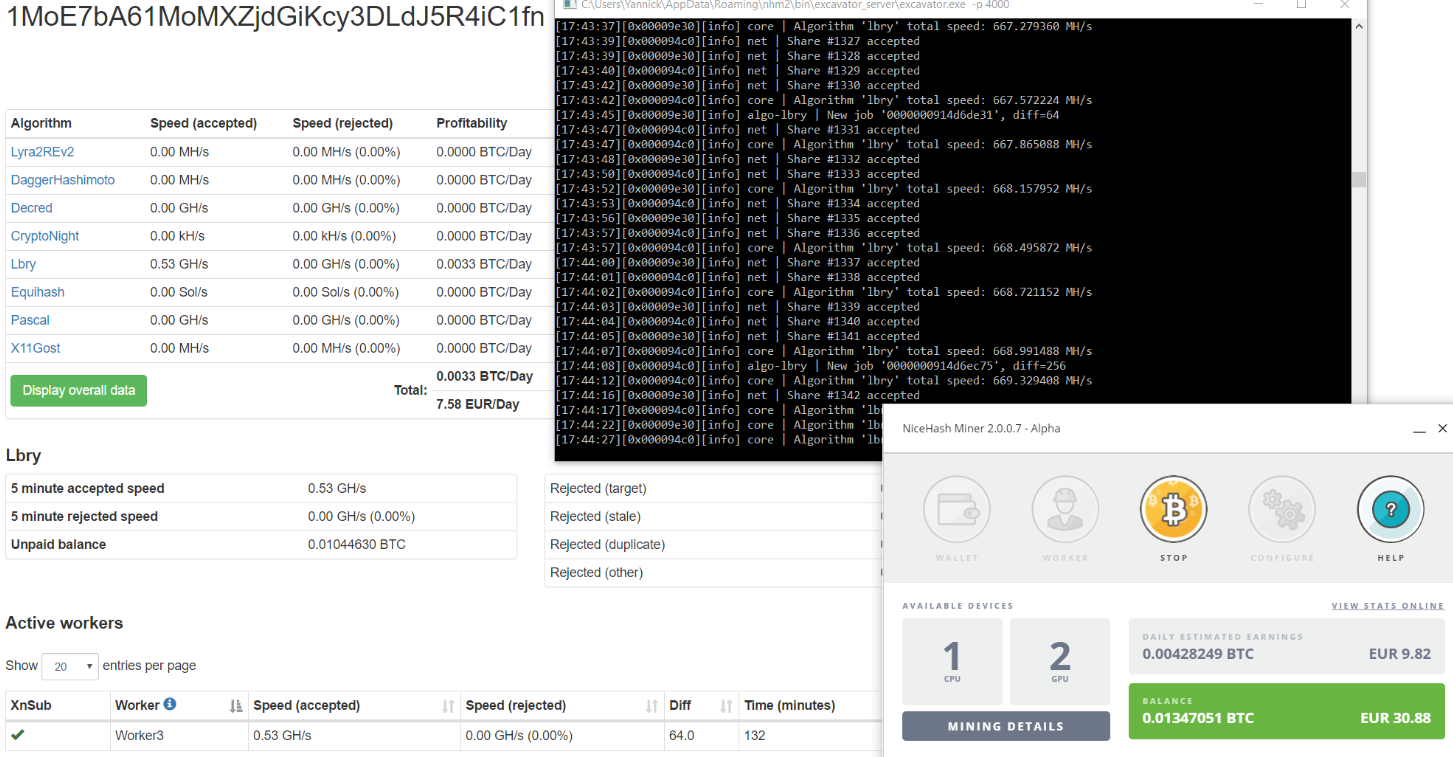 1MoE7bA61MoMXZjdGiKcy3DLdJ5R4iC1fn
Algorithm Speed (accepted) Speed (rejected) Profitability
Lyra2REv2 0.00 MH/s 0.00 MH/s (0.00%) 0.0000 BTC/Day
DaggerHashimoto 0.00 MH/s 0.00 MH/s (0.00%) 0.0000 BTC/Day
Decred 0.00 GH/s 0.00 GH/s (0.00%) 0.0000 BTC/Day
CryptoNight 0.00 kH/s 0.00 kH/s (0.00%) 0.0000 BTC/Day
Lbry 0.53 GH/s 0.00 GH/s (0.00%) 0.0033 BTC/Day
Equihash 0.00 Sol/s 0.00 Sol/s (0.00%) 0.0000 BTC/Day
Pascal 0.00 GH/s 0.00 GH/s (0.00%) 0.0000 BTC/Day
X11Gost 0.00 MH/s 0.00 MH/s (0.00%) 0.0000 BTC/Day
Display overall data
Total:
0.0033 BTC/Day
7.58 EUR/Day
Lbry
5 minute accepted speed 0.53 GH/s
5 minute rejected speed 0.00 GH/s (0.00%)
Unpaid balance 0.01044630 BTC
Rejected (target)
Rejected (stale)
Rejected (duplicate)
Rejected (other)
Active workers
Show 20 entries per page
XnSub Worker Speed (accepted) Speed (rejected) Diff Time (minutes)
Worker3 0.53 GH/s 0.00 GH/s (0.00%) 64.0 132
C:\Users\Yannick\AppData\Roaming\nhm2\bin\excavator_server\excavator.exe -p 4000
[17:43:37][0x00009e30][info] core | Algorithm 'lbry' total speed: 667.279360 MH/s
[17:43:39][0x000094c0][info] net | Share #1327 accepted
[17:43:39][0x00009e30][info] net | Share #1328 accepted
[17:43:40][0x000094c0][info] net | Share #1329 accepted
[17:43:42][0x00009e30][info] net | Share #1330 accepted
[17:43:42][0x000094c0][info] core | Algorithm 'lbry' total speed: 667.572224 MH/s
[17:43:45][0x00009e30][info] algo-lbry | New job '0000000914d6de31', diff=64
[17:43:47][0x000094c0][info] net | Share #1331 accepted
[17:43:47][0x000094c0][info] core | Algorithm 'lbry' total speed: 667.865088 MH/s
[17:43:48][0x00009e30][info] net | Share #1332 accepted
[17:43:50][0x000094c0][info] net | Share #1333 accepted
[17:43:52][0x00009e30][info] core | Algorithm 'lbry' total speed: 668.157952 MH/s
[17:43:53][0x000094c0][info] net | Share #1334 accepted
[17:43:56][0x00009e30][info] net | Share #1335 accepted
[17:43:57][0x000094c0][info] net | Share #1336 accepted
[17:43:57][0x000094c0][info] core | Algorithm 'lbry' total speed: 668.495872 MH/s
[17:44:00][0x00009e30][info] net | Share #1337 accepted
[17:44:01][0x000094c0][info] net | Share #1338 accepted
[17:44:02][0x000094c0][info] core | Algorithm 'lbry' total speed: 668.721152 MH/s
[17:44:03][0x00009e30][info] net | Share #1339 accepted
[17:44:04][0x000094c0][info] net | Share #1340 accepted
[17:44:05][0x00009e30][info] net | Share #1341 accepted
[17:44:07][0x000094c0][info] core | Algorithm 'lbry' total speed: 668.991488 MH/s
[17:44:08][0x000094c0][info] algo-lbry | New job '0000000914d6ec75', diff=256
[17:44:12][0x000094c0][info] core | Algorithm 'lbry' total speed: 669.329408 MH/s
[17:44:16][0x00009e30][info] net | Share #1342 accepted
[17:44:17][0x000094c0][info] core | Algorithm 'lb
[17:44:22][0x00009e30][info] core | Algorithm 'lb
[17:44:27][0x000094c0][info] core | Algorithm 'lb
NiceHash Miner 2.0.0.7 - Alpha
WALLET WORKER STOP CONFIGURE HELP
AVAILABLE DEVICES
1 CPU
2 GPU
MINING DETAILS
VIEW STATS ONLINE
DAILY ESTIMATED EARNINGS
0.00428249 BTC EUR 9.82
BALANCE
0.01347051 BTC EUR 30.88